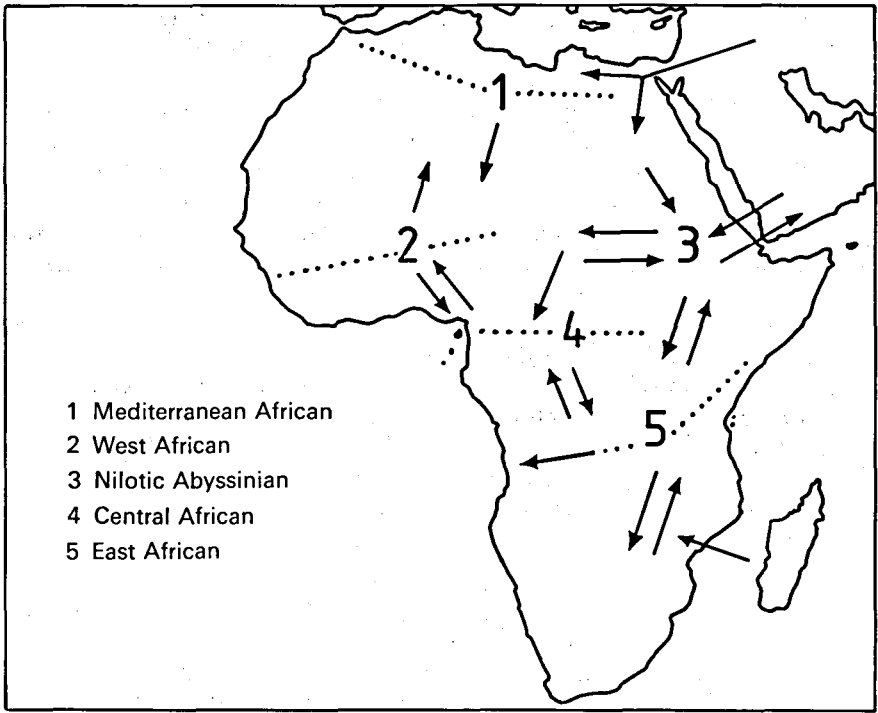 1
2
3
4
5
1 Mediterranean African
2 West African
3 Nilotic Abyssinian
4 Central African
5 East African